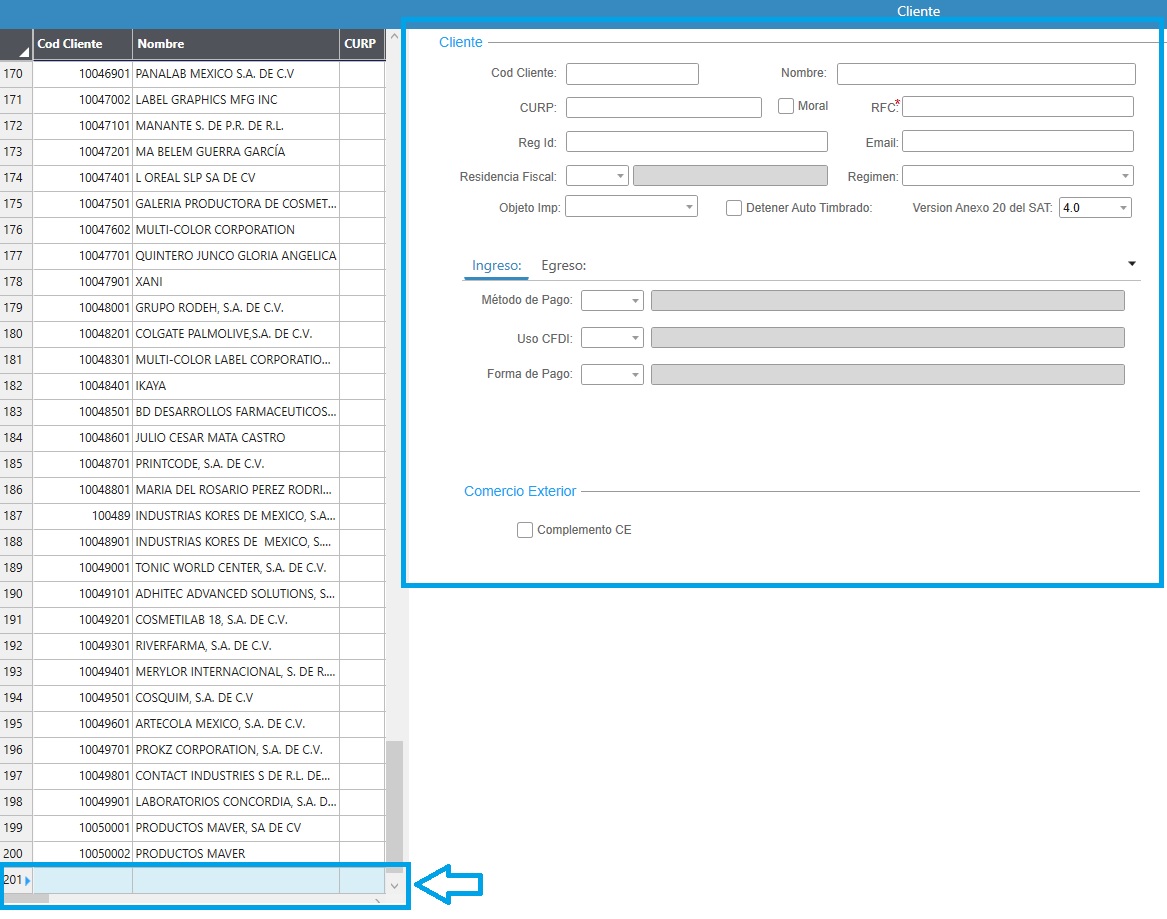 Cliente
Cod Cliente Nombre CURP
170 10046901 PANALAB MEXICO S.A. DE C.V
171 10047002 LABEL GRAPHICS MFG INC
172 10047101 MANANTE S. DE P.R. DE R.L.
173 10047201 MA BELEM GUERRA GARCÍA
174 10047401 L OREAL SLP SA DE CV
175 10047501 GALERIA PRODUCTORA DE COSMET...
176 10047602 MULTI-COLOR CORPORATION
177 10047701 QUINTERO JUNCO GLORIA ANGELICA
178 10047901 XANI
179 10048001 GRUPO RODEH, S.A. DE C.V.
180 10048201 COLGATE PALMOLIVE,S.A. DE C.V.
181 10048301 MULTI-COLOR LABEL CORPORATIO...
182 10048401 IKAYA
183 10048501 BD DESARROLLOS FARMACEUTICOS...
184 10048601 JULIO CESAR MATA CASTRO
185 10048701 PRINTCODE, S.A. DE C.V.
186 10048801 MARIA DEL ROSARIO PEREZ RODRI...
187 100489 INDUSTRIAS KORES DE MEXICO, S.A...
188 10048901 INDUSTRIAS KORES DE  MEXICO, S....
189 10049001 TONIC WORLD CENTER, S.A. DE C.V.
190 10049101 ADHITEC ADVANCED SOLUTIONS, S...
191 10049201 COSMETILAB 18, S.A. DE C.V.
192 10049301 RIVERFARMA, S.A. DE C.V.
193 10049401 MERYLOR INTERNACIONAL, S. DE R....
194 10049501 COSQUIM, S.A. DE C.V
195 10049601 ARTECOLA MEXICO, S.A. DE C.V.
196 10049701 PROKZ CORPORATION, S.A. DE C.V.
197 10049801 CONTACT INDUSTRIES S DE R.L. DE...
198 10049901 LABORATORIOS CONCORDIA, S.A. D...
199 10050001 PRODUCTOS MAVER, SA DE CV
200 10050002 PRODUCTOS MAVER
201
Cliente
Cod Cliente: Nombre:
CURP: Moral RFC:*
Reg Id: Email:
Residencia Fiscal: Regimen:
Objeto Imp: Detener Auto Timbrado: Version Anexo 20 del SAT: 4.0
Ingreso: Egreso:
Método de Pago:
Uso CFDI:
Forma de Pago:
Comercio Exterior
Complemento CE